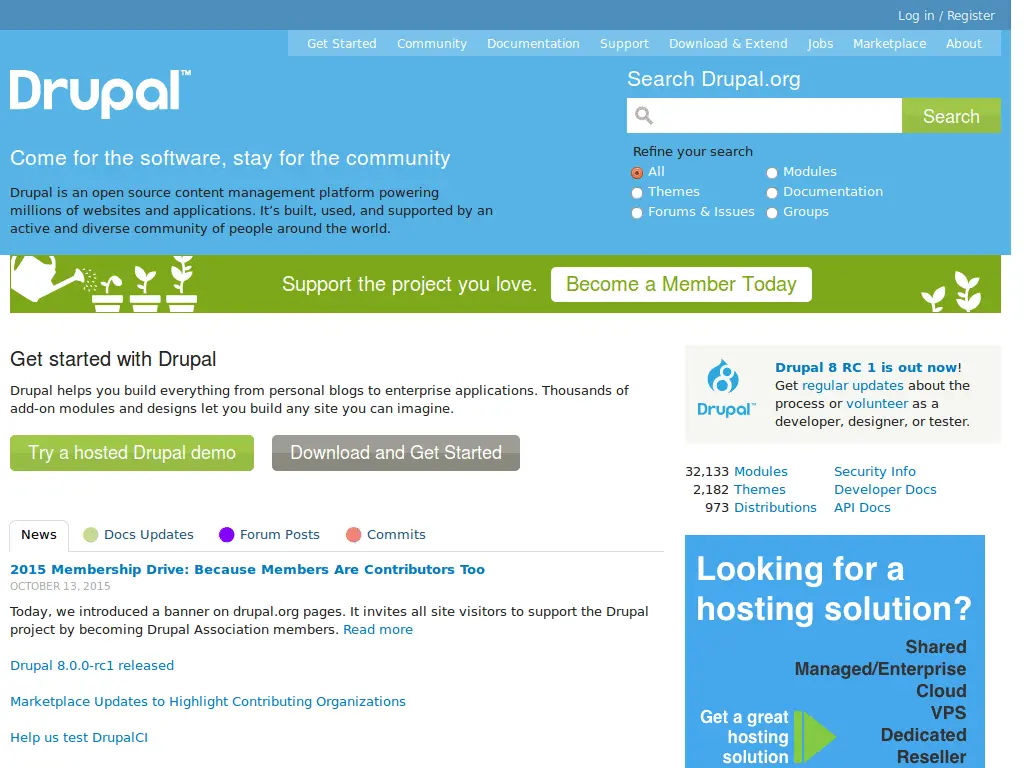 Log in / Register
Get Started Community Documentation Support Download & Extend Jobs Marketplace About
Drupal™
Search Drupal.org
Search
Come for the software, stay for the community
Refine your search
All Modules
Themes Documentation
Forums & Issues Groups
Drupal is an open source content management platform powering
millions of websites and applications. It’s built, used, and supported by an
active and diverse community of people around the world.
Support the project you love. Become a Member Today
Get started with Drupal
Drupal helps you build everything from personal blogs to enterprise applications. Thousands of
add-on modules and designs let you build any site you can imagine.
Try a hosted Drupal demo Download and Get Started
News Docs Updates Forum Posts Commits
2015 Membership Drive: Because Members Are Contributors Too
OCTOBER 13, 2015
Today, we introduced a banner on drupal.org pages. It invites all site visitors to support the Drupal
project by becoming Drupal Association members. Read more
Drupal 8.0.0-rc1 released
Marketplace Updates to Highlight Contributing Organizations
Help us test DrupalCI
Drupal™
Drupal 8 RC 1 is out now!
Get regular updates about the
process or volunteer as a
developer, designer, or tester.
32,133 Modules Security Info
2,182 Themes Developer Docs
973 Distributions API Docs
Looking for a
hosting solution?
Shared
Managed/Enterprise
Cloud
VPS
Dedicated
Reseller
Get a great
hosting
solution